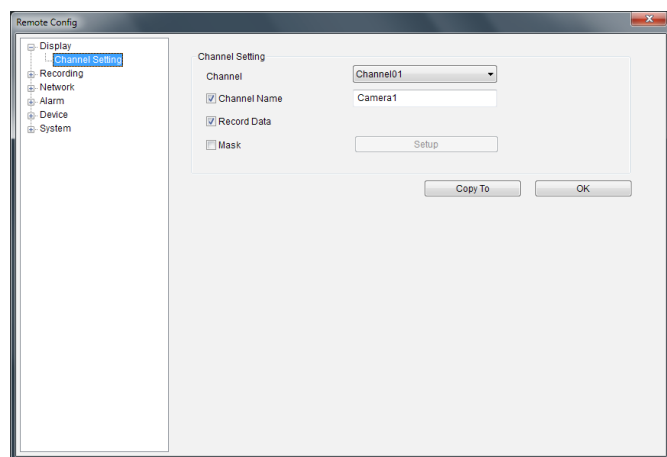 Remote Config
Display
Channel Setting
Recording
Network
Alarm
Device
System
Channel Setting
Channel
Channel01
Channel Name
Camera1
Record Data
Mask
Setup
Copy To
OK